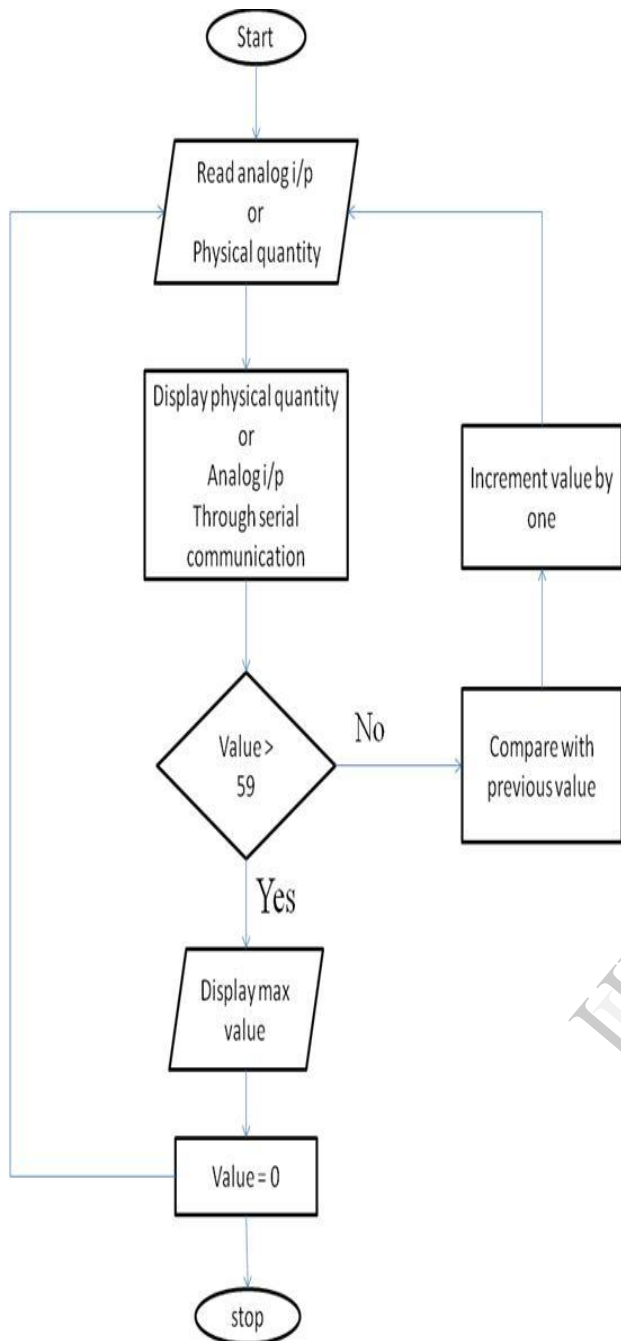 Start
Read analog i/p
or
Physical quantity
Display physical quantity
or
Analog i/p
Through serial
communication
Increment value by
one
Value >
59
No
Compare with
previous value
Yes
Display max
value
Value = 0
stop